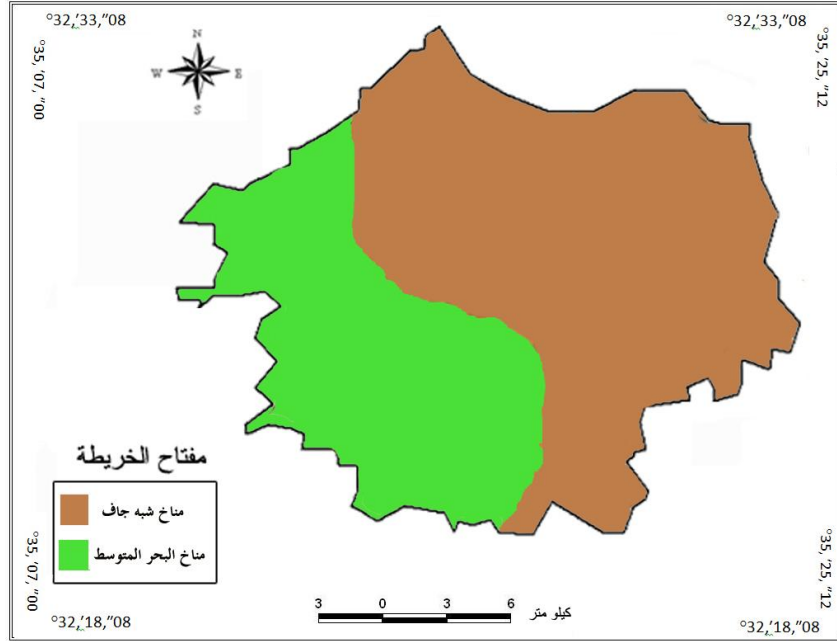 °32,’33,”08
°32,’33,”08
°35, ’07, ”00
°35, ’25, ”12
N
W
E
S
مفتاح الخريطة
مناخ شبه جاف
مناخ البحر المتوسط
°35, ’07, ”00
°35, ’25, ”12
3 0 3 6
كيلو متر
°32,’18,”08
°32,’18,”08